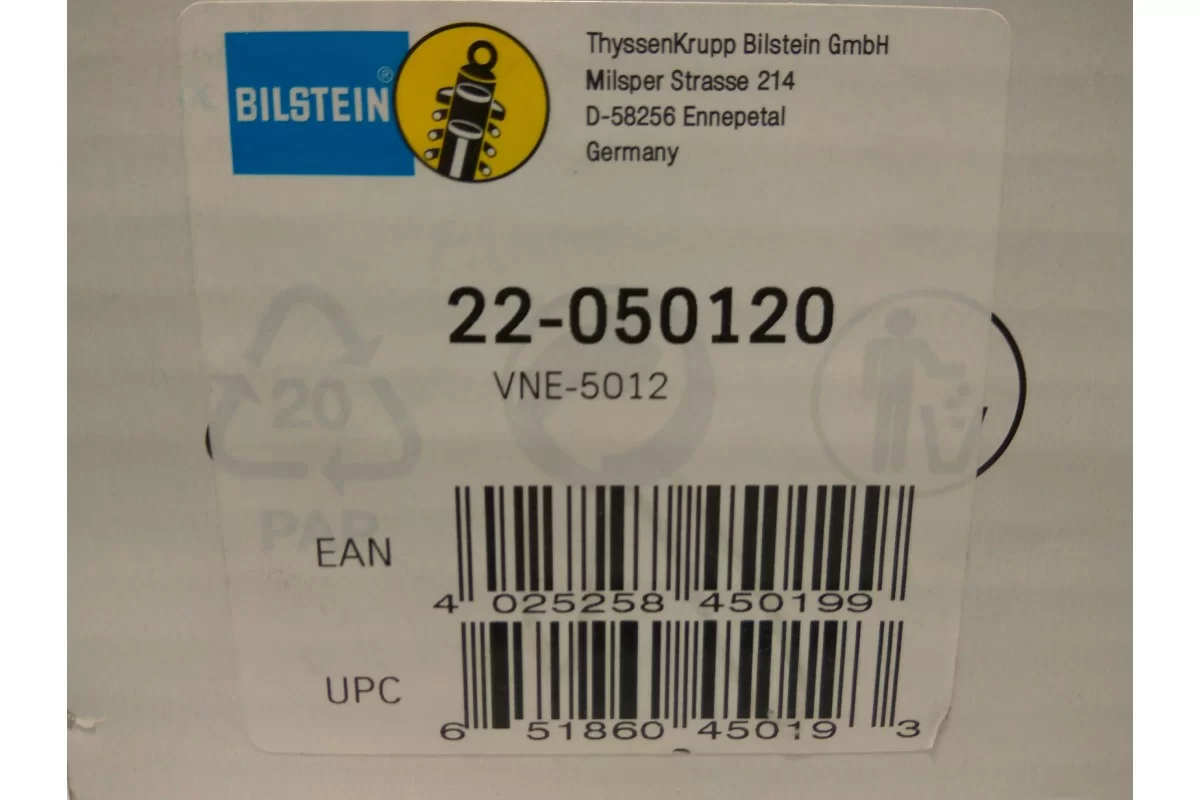 BILSTEIN®
ThyssenKrupp Bilstein GmbH
Milsper Strasse 214
D-58256 Ennepetal
Germany
22-050120
VNE-5012
20
PAP
EAN
4 025258 450199
UPC
6 51860 45019 3